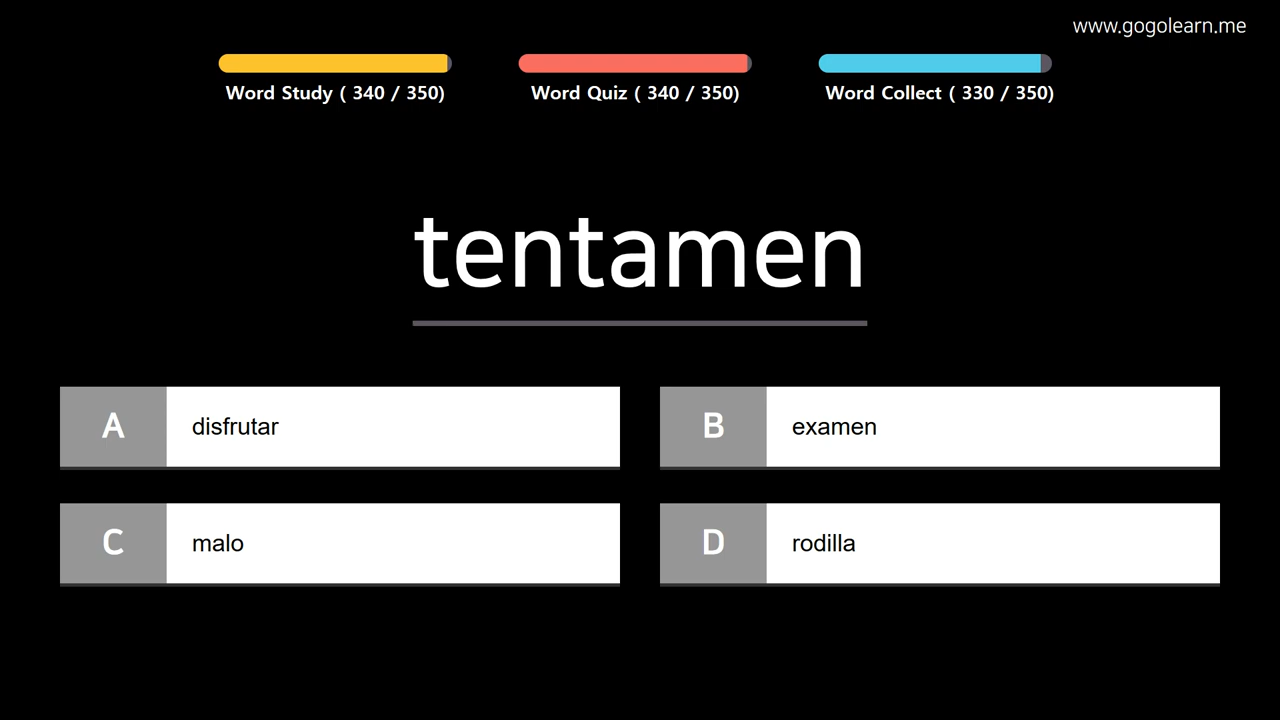 www.gogolearn.me
Word Study ( 340 / 350)
Word Quiz ( 340 / 350)
Word Collect ( 330 / 350)
tentamen
A disfrutar
B examen
C malo
D rodilla